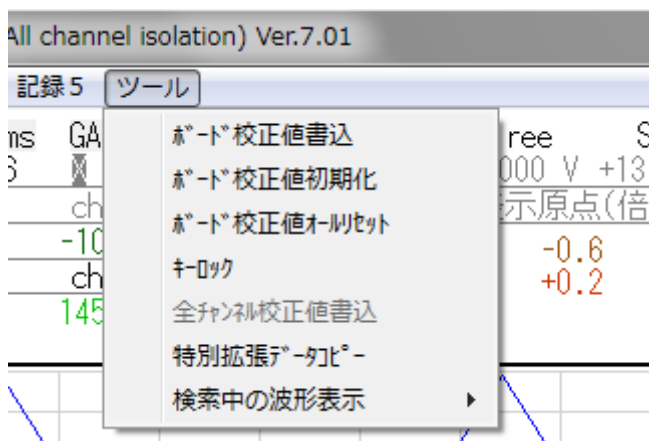 All channel isolation) Ver.7.01
記録5 ツール
ms GA
ree S
6
000 V +13
ch
示原点(倍
-10
-0.6
ch
+0.2
145
ﾎﾞｰﾄﾞ校正値書込
ﾎﾞｰﾄﾞ校正値初期化
ﾎﾞｰﾄﾞ校正値ｵｰﾙﾘｾｯﾄ
ｷｰﾛｯｸ
全ﾁｬﾝﾈﾙ校正値書込
特別拡張ﾃﾞｰﾀｺﾋﾟｰ
検索中の波形表示